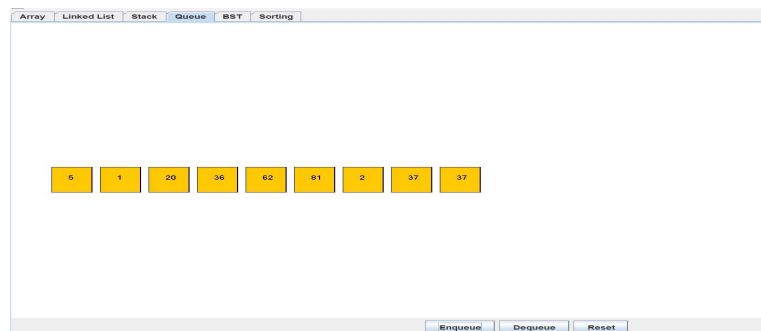 Array Linked List Stack Queue BST Sorting
5 1 20 36 62 81 2 37 37
Enqueue Dequeue Reset